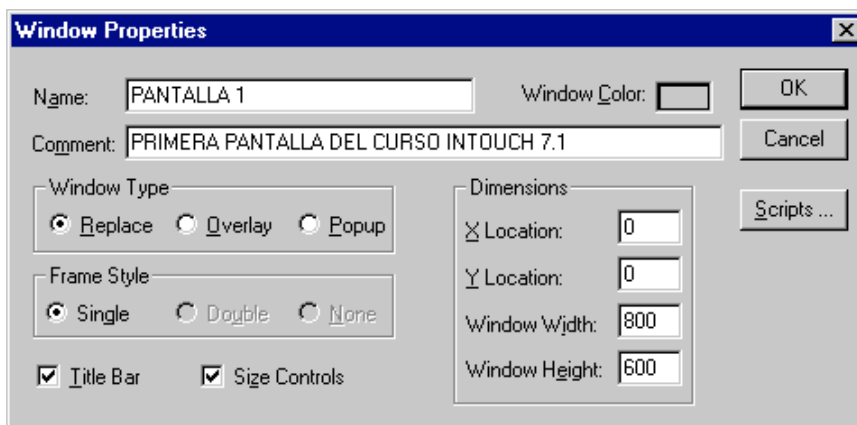 Window Properties
Name: PANTALLA 1
Window Color:
OK
Comment: PRIMERA PANTALLA DEL CURSO INTOUCH 7.1
Cancel
Window Type
Replace Overlay Popup
Dimensions
X Location: 0
Scripts ...
Y Location: 0
Frame Style
Single Double None
Window Width: 800
Window Height: 600
Title Bar Size Controls